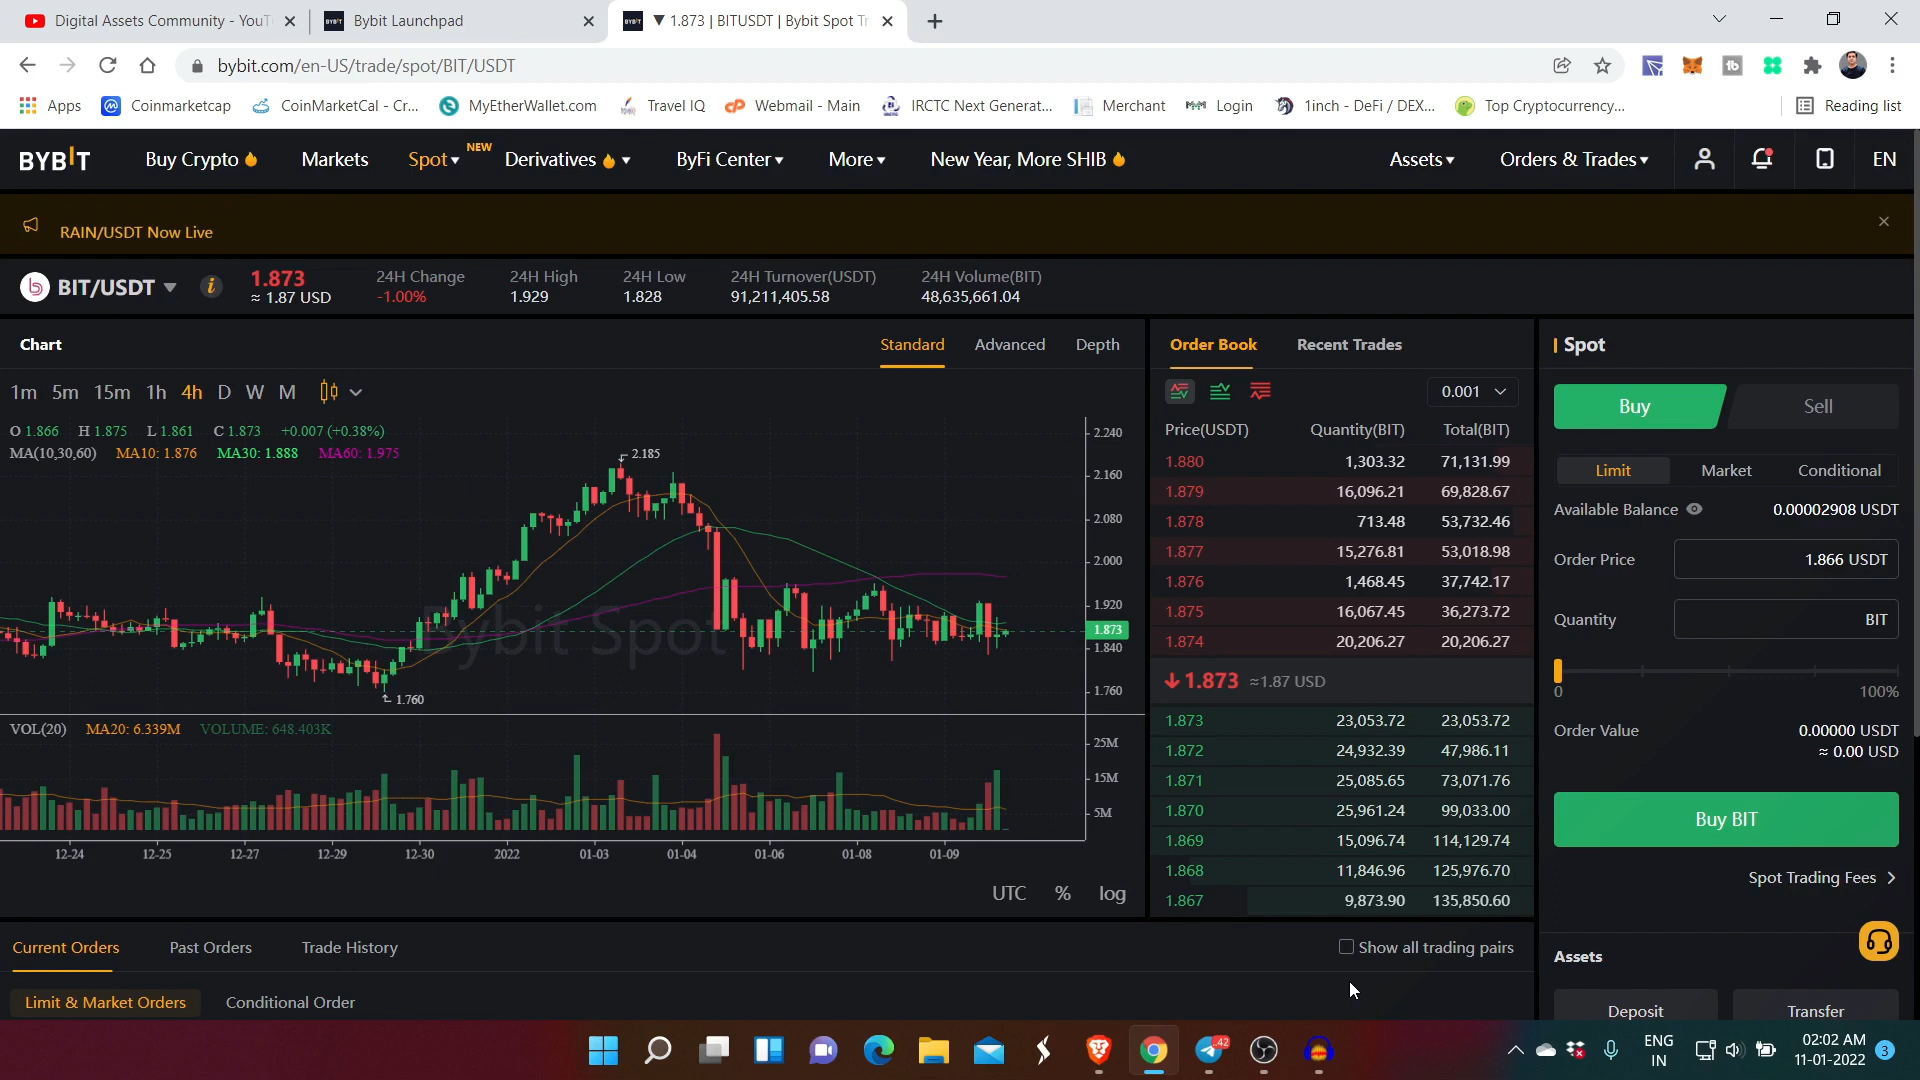 Digital Assets Community - YouT
Bybit Launchpad
▼ 1.873 | BITUSDT | Bybit Spot Tr
bybit.com/en-US/trade/spot/BIT/USDT
Apps
Coinmarketcap
CoinMarketCal - Cr...
MyEtherWallet.com
Travel IQ
Webmail - Main
IRCTC Next Generat...
Merchant
Login
1inch - DeFi / DEX...
Top Cryptocurrency...
Reading list
BYBIT
Buy Crypto
Markets
Spot
NEW
Derivatives
ByFi Center
More
New Year, More SHIB
Assets
Orders & Trades
EN
RAIN/USDT Now Live
BIT/USDT
1.873
≈ 1.87 USD
24H Change
-1.00%
24H High
1.929
24H Low
1.828
24H Turnover(USDT)
91,211,405.58
24H Volume(BIT)
48,635,661.04
Chart
Standard
Advanced
Depth
1m 5m 15m 1h 4h D W M
O 1.866 H 1.875 L 1.861 C 1.873 +0.007 (+0.38%)
MA(10,30,60) MA10: 1.876 MA30: 1.888 MA60: 1.975
2.185
1.760
Bybit Spot
2.240
2.160
2.080
2.000
1.920
1.873
1.840
1.760
VOL(20) MA20: 6.339M VOLUME: 648.403K
25M
15M
5M
12-24 12-25 12-27 12-29 12-30 2022 01-03 01-04 01-06 01-08 01-09
UTC % log
Order Book
Recent Trades
0.001
Price(USDT) Quantity(BIT) Total(BIT)
1.880 1,303.32 71,131.99
1.879 16,096.21 69,828.67
1.878 713.48 53,732.46
1.877 15,276.81 53,018.98
1.876 1,468.45 37,742.17
1.875 16,067.45 36,273.72
1.874 20,206.27 20,206.27
1.873 ≈1.87 USD
1.873 23,053.72 23,053.72
1.872 24,932.39 47,986.11
1.871 25,085.65 73,071.76
1.870 25,961.24 99,033.00
1.869 15,096.74 114,129.74
1.868 11,846.96 125,976.70
1.867 9,873.90 135,850.60
Spot
Buy
Sell
Limit
Market
Conditional
Available Balance 0.00002908 USDT
Order Price 1.866 USDT
Quantity BIT
0 100%
Order Value 0.00000 USDT
≈ 0.00 USD
Buy BIT
Spot Trading Fees
Assets
Deposit
Transfer
Current Orders
Past Orders
Trade History
Show all trading pairs
Limit & Market Orders
Conditional Order
42
ENG
IN
02:02 AM
11-01-2022
3